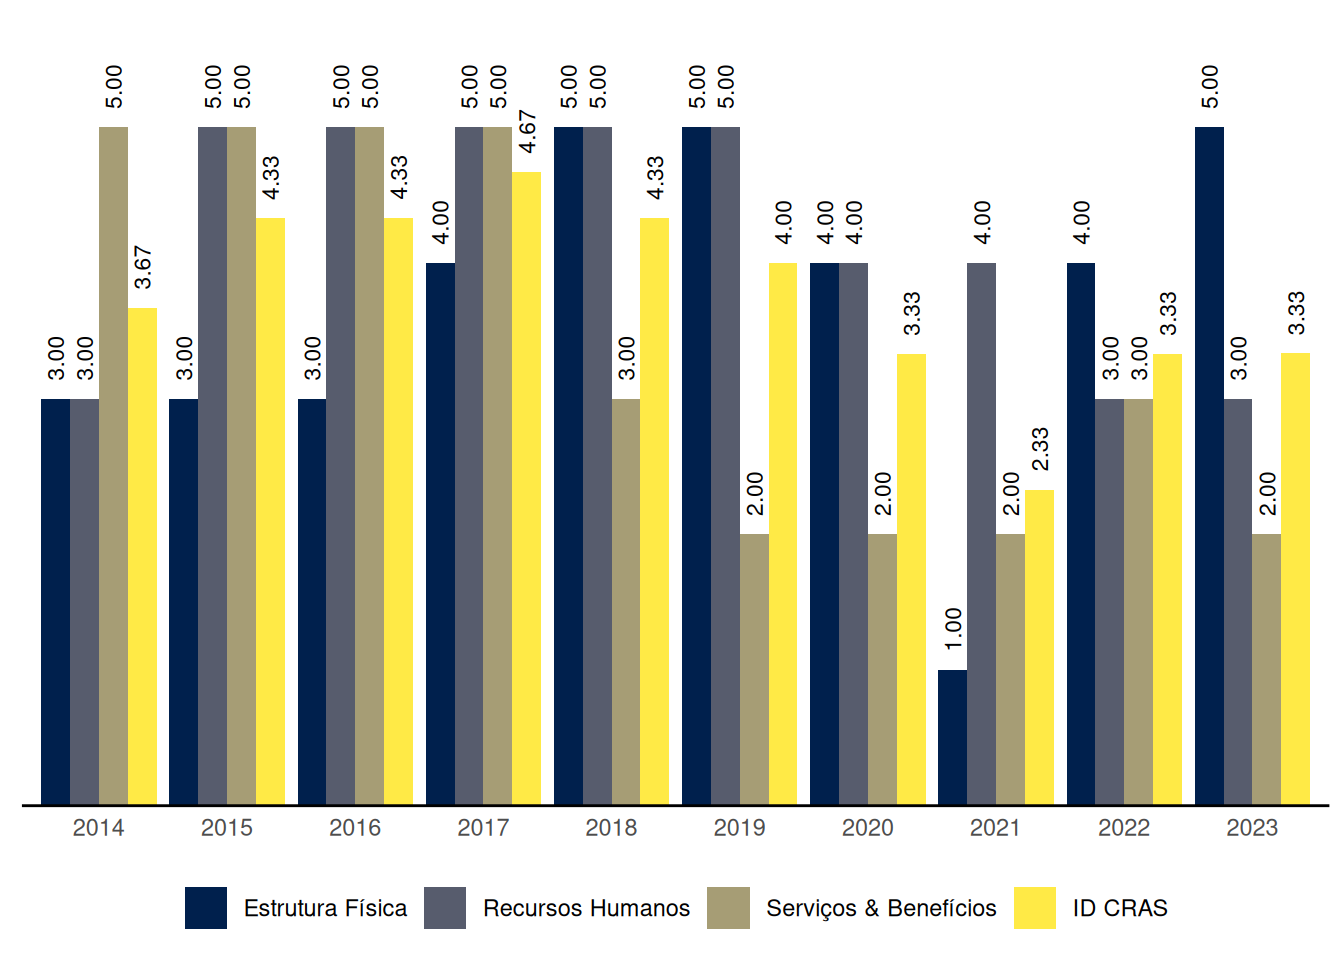 3.00 3.00 5.00 3.67
3.00 5.00 5.00 4.33
3.00 5.00 5.00 4.33
4.00 5.00 5.00 4.67
5.00 5.00 3.00 4.33
5.00 5.00 2.00 4.00
4.00 4.00 2.00 3.33
1.00 4.00 2.00 2.33
4.00 3.00 3.00 3.33
5.00 3.00 2.00 3.33
2014 2015 2016 2017 2018 2019 2020 2021 2022 2023
Estrutura Física Recursos Humanos Serviços & Benefícios ID CRAS